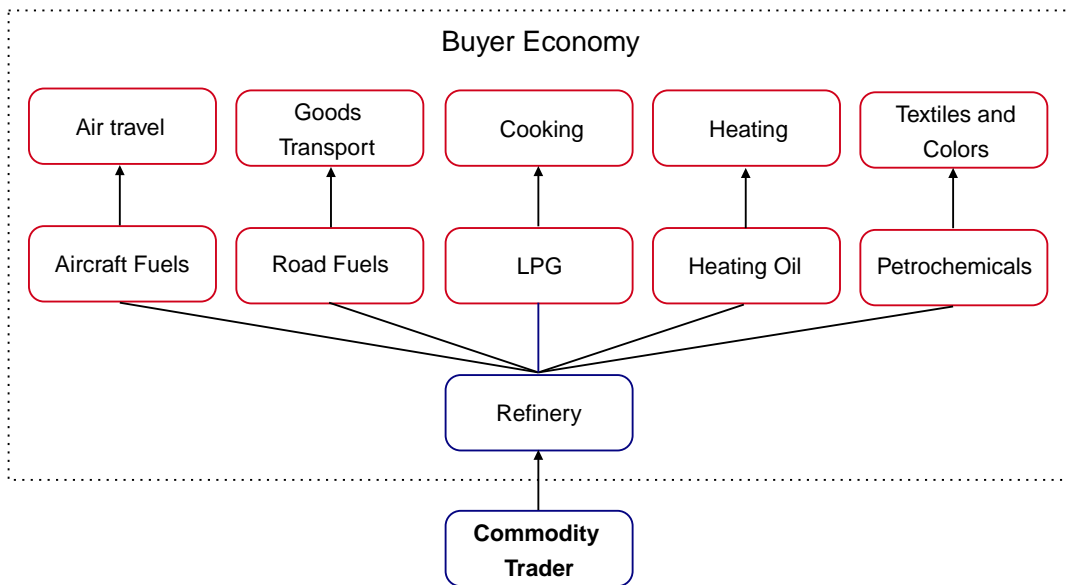 Buyer Economy
Air travel
Goods
Transport
Cooking
Heating
Textiles and
Colors
Aircraft Fuels
Road Fuels
LPG
Heating Oil
Petrochemicals
Refinery
Commodity
Trader